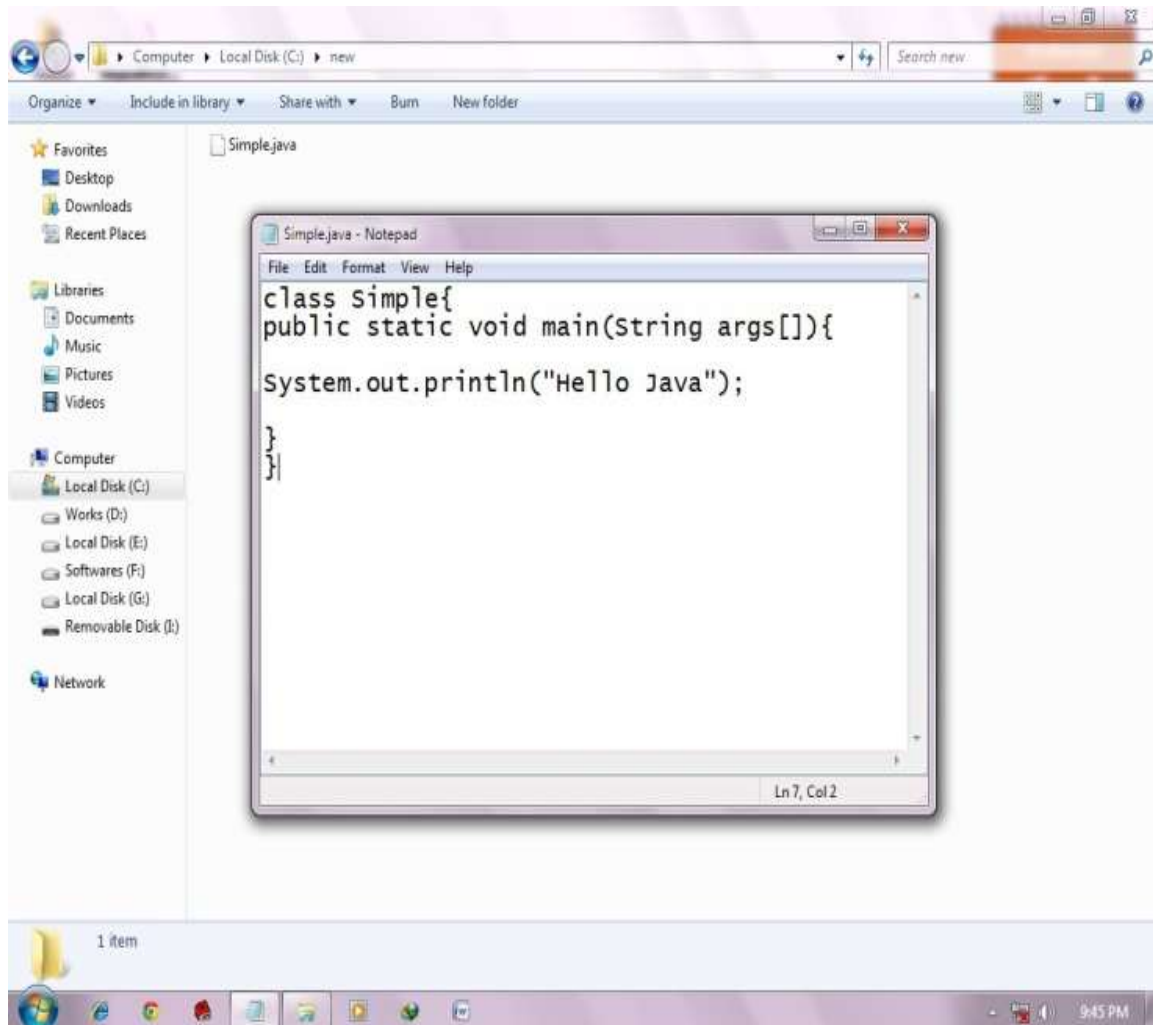 Computer ▸ Local Disk (C:) ▸ new
Search new
Organize
Include in library
Share with
Burn
New folder
Favorites
Desktop
Downloads
Recent Places
Libraries
Documents
Music
Pictures
Videos
Computer
Local Disk (C:)
Works (D:)
Local Disk (E:)
Softwares (F:)
Local Disk (G:)
Removable Disk (I:)
Network
Simple.java
Simple.java - Notepad
File Edit Format View Help
class Simple{
public static void main(String args[]){
System.out.println("Hello Java");
}
}
Ln 7, Col 2
1 item
9:45 PM